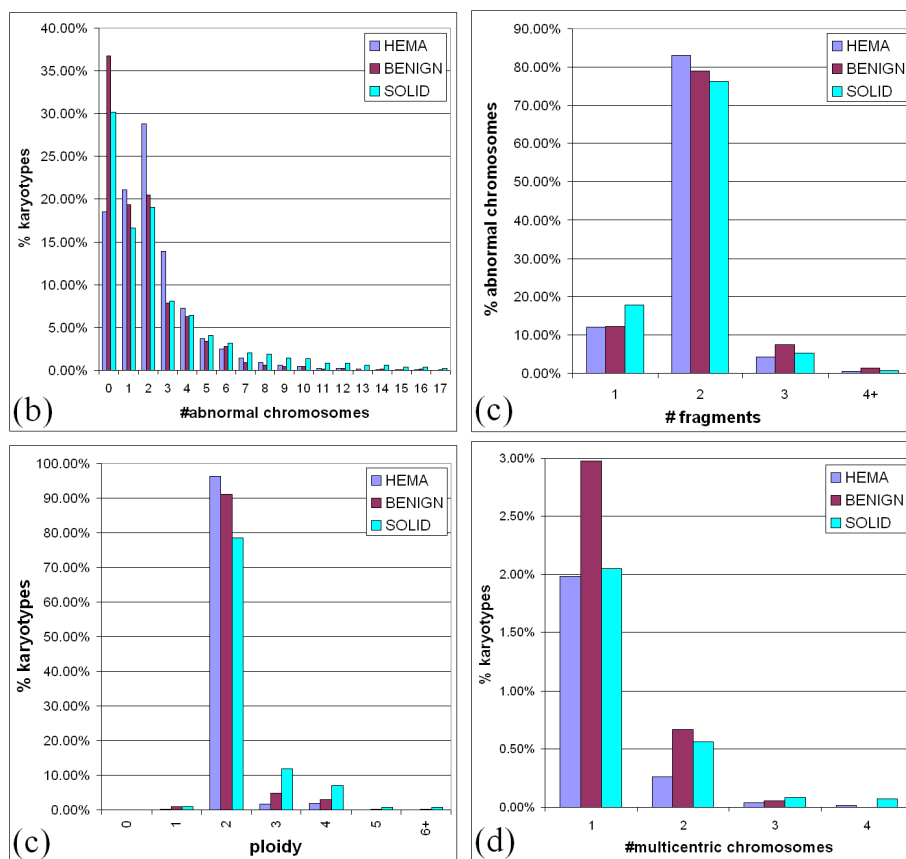 40.00%
35.00%
30.00%
25.00%
20.00%
15.00%
10.00%
5.00%
0.00%
% karyotypes
HEMA
BENIGN
SOLID
0 1 2 3 4 5 6 7 8 9 10 11 12 13 14 15 16 17
#abnormal chromosomes
(b)
90.00%
80.00%
70.00%
60.00%
50.00%
40.00%
30.00%
20.00%
10.00%
0.00%
% abnormal chromosomes
HEMA
BENIGN
SOLID
1 2 3 4+
# fragments
(c)
100.00%
90.00%
80.00%
70.00%
60.00%
50.00%
40.00%
30.00%
20.00%
10.00%
0.00%
% karyotypes
HEMA
BENIGN
SOLID
0 1 2 3 4 5 6+
ploidy
(c)
3.00%
2.50%
2.00%
1.50%
1.00%
0.50%
0.00%
% karyotypes
HEMA
BENIGN
SOLID
1 2 3 4
#multicentric chromosomes
(d)